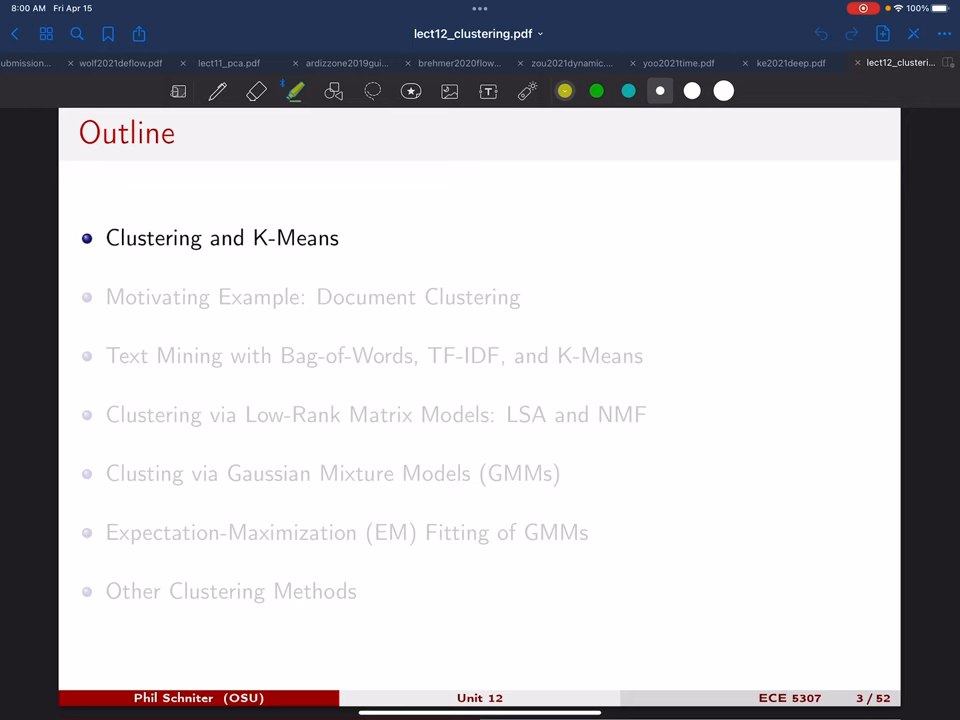 8:00 AM Fri Apr 15
100%
lect12_clustering.pdf
ubmission...
wolf2021deflow.pdf
lect11_pca.pdf
ardizzone2019gui...
brehmer2020flow...
zou2021dynamic....
yoo2021time.pdf
ke2021deep.pdf
lect12_clusteri...
Outline
Clustering and K-Means
Motivating Example: Document Clustering
Text Mining with Bag-of-Words, TF-IDF, and K-Means
Clustering via Low-Rank Matrix Models: LSA and NMF
Clusting via Gaussian Mixture Models (GMMs)
Expectation-Maximization (EM) Fitting of GMMs
Other Clustering Methods
Phil Schniter (OSU)
Unit 12
ECE 5307
3 / 52